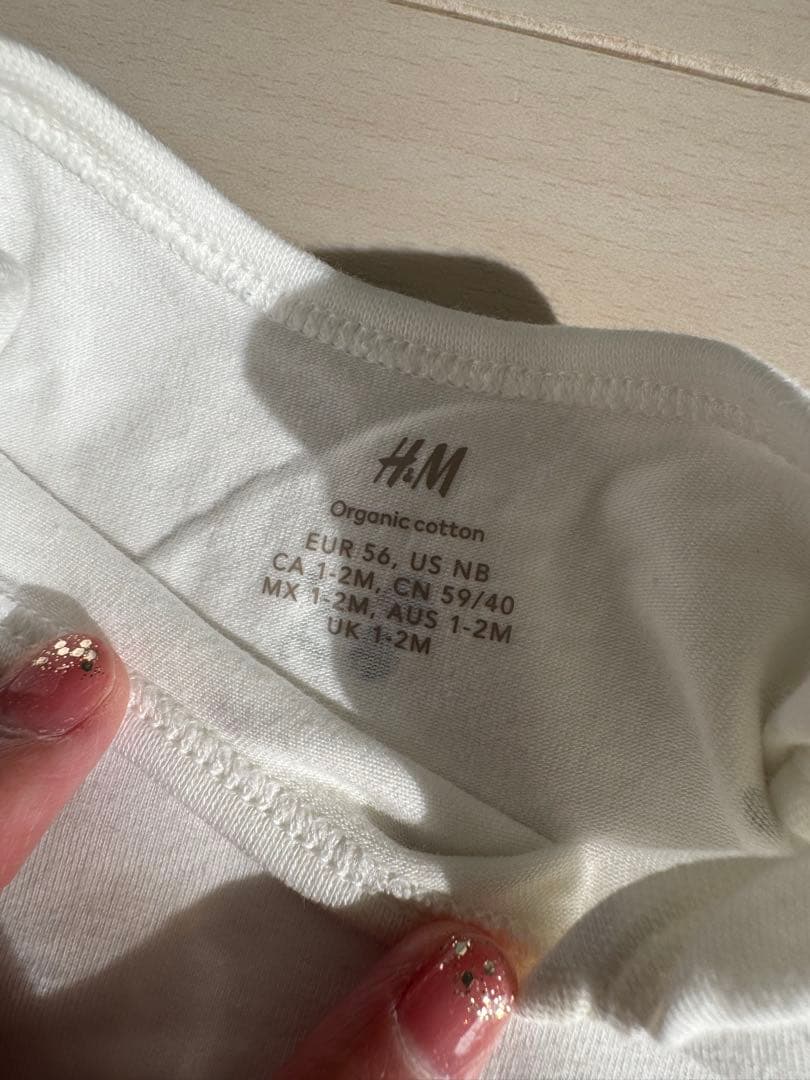 H&M
Organic cotton
EUR 56, US NB
CA 1-2M, CN 59/40
MX 1-2M, AUS 1-2M
UK 1-2M